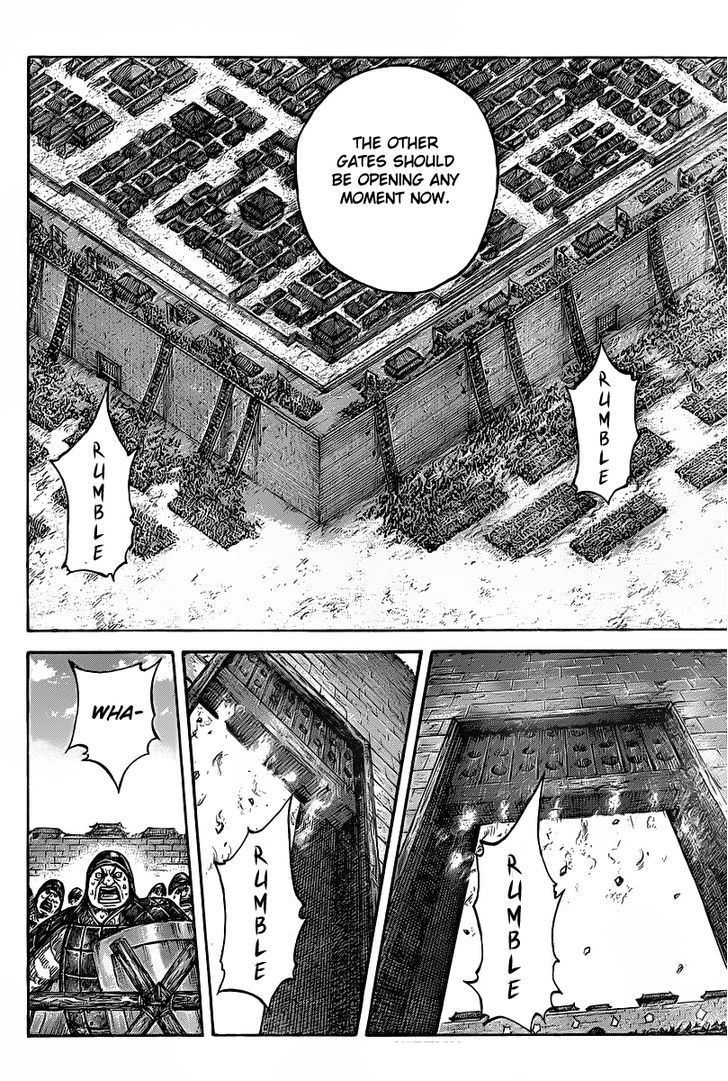 THE OTHER
GATES SHOULD
BE OPENING ANY
MOMENT NOW.
RUMBLE
RUMBLE
RUMBLE
RUMBLE
WHA-